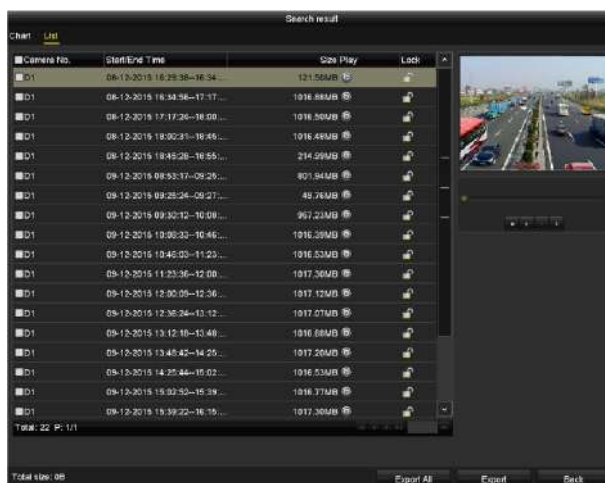 Search result
Chart List
Camera No. Start/End Time Size Play Lock
D1 08-12-2015 16:29:38--16:34:... 121.50MB
D1 08-12-2015 16:34:56--17:17:... 1016.88MB
D1 08-12-2015 17:17:24--18:00:... 1016.50MB
D1 08-12-2015 18:00:31--18:45:... 1016.48MB
D1 08-12-2015 18:45:28--18:55:... 214.99MB
D1 09-12-2015 08:53:17--09:25:... 801.94MB
D1 09-12-2015 09:25:24--09:27:... 49.76MB
D1 09-12-2015 09:30:12--10:08:... 967.23MB
D1 09-12-2015 10:08:33--10:46:... 1016.39MB
D1 09-12-2015 10:46:03--11:23:... 1016.53MB
D1 09-12-2015 11:23:36--12:00:... 1017.30MB
D1 09-12-2015 12:00:09--12:36:... 1017.12MB
D1 09-12-2015 12:36:24--13:12:... 1017.07MB
D1 09-12-2015 13:12:18--13:48:... 1016.88MB
D1 09-12-2015 13:48:42--14:25:... 1017.20MB
D1 09-12-2015 14:25:44--15:02:... 1016.53MB
D1 09-12-2015 15:02:52--15:39:... 1016.77MB
D1 09-12-2015 15:39:22--16:15:... 1017.30MB
Total: 22 P: 1/1
Total size: 0B Export All Export Back